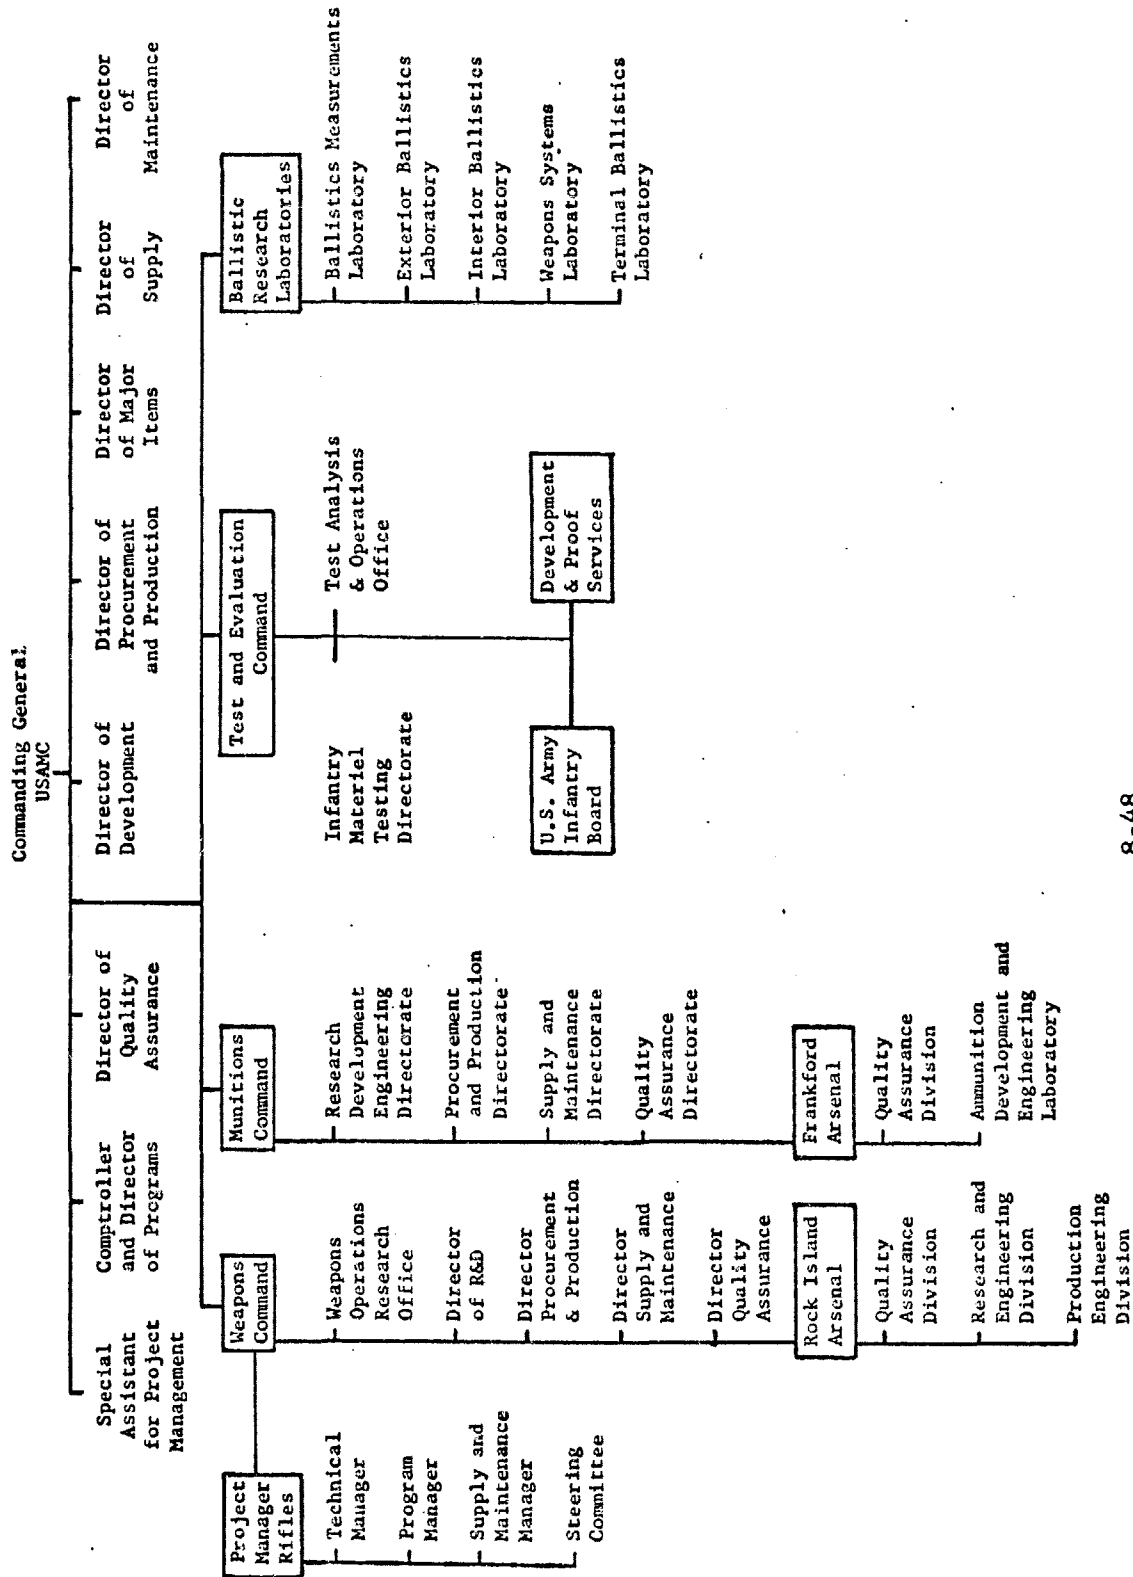 Commanding General
USAMC
Special
Assistant
for Project
Management
Comptroller
and Director
of Programs
Director of
Quality
Assurance
Director of
Development
Director of
Procurement
and Production
Director
of Major
Items
Director
of
Supply
Director
of
Maintenance
Project
Manager
Rifles
Technical
Manager
Program
Manager
Supply and
Maintenance
Manager
Steering
Committee
Weapons
Command
Weapons
Operations
Research
Office
Director
of R&D
Director
Procurement
& Production
Director
Supply and
Maintenance
Director
Quality
Assurance
Rock Island
Arsenal
Quality
Assurance
Division
Research and
Engineering
Division
Production
Engineering
Division
Munitions
Command
Research
Development
Engineering
Directorate
Procurement
and Production
Directorate
Supply and
Maintenance
Directorate
Quality
Assurance
Directorate
Frankford
Arsenal
Quality
Assurance
Division
Ammunition
Development and
Engineering
Laboratory
Test and Evaluation
Command
Infantry
Materiel
Testing
Directorate
Test Analysis
& Operations
Office
U.S. Army
Infantry
Board
Development
& Proof
Services
Ballistic
Research
Laboratories
Ballistics Measurements
Laboratory
Exterior Ballistics
Laboratory
Interior Ballistics
Laboratory
Weapons Systems
Laboratory
Terminal Ballistics
Laboratory
8-48